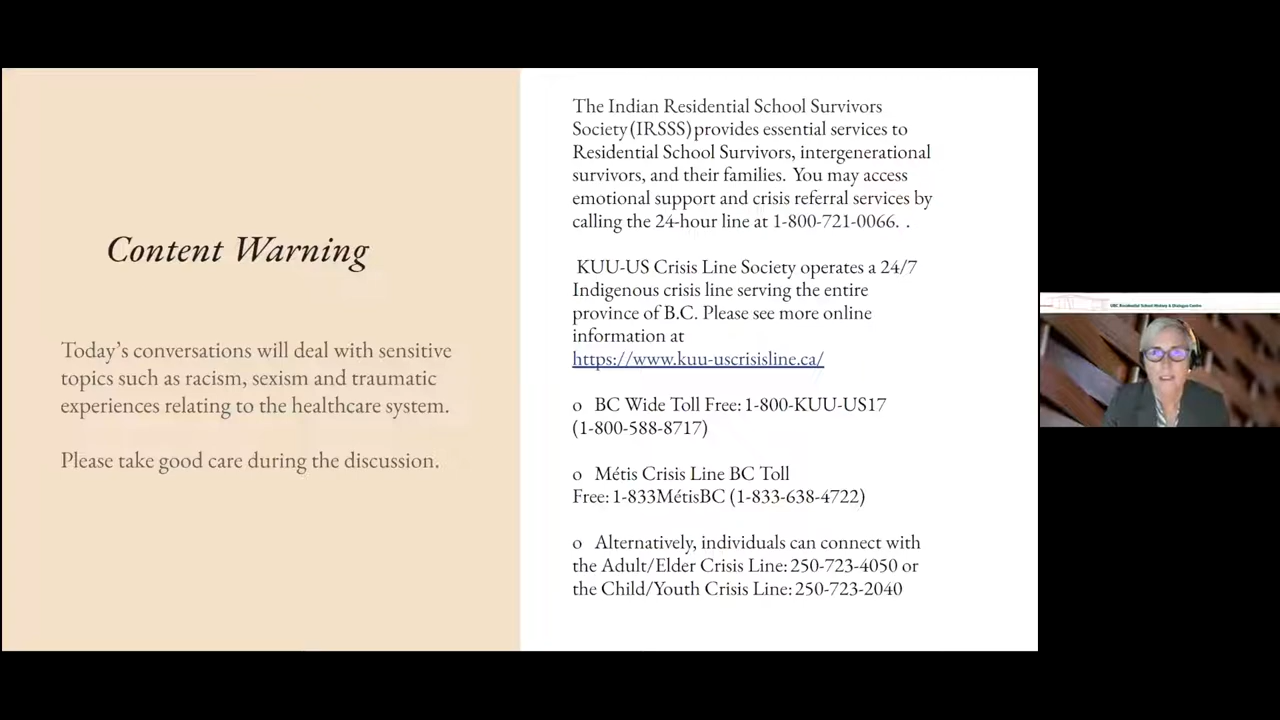 Content Warning
Today's conversations will deal with sensitive
topics such as racism, sexism and traumatic
experiences relating to the healthcare system.
Please take good care during the discussion.
The Indian Residential School Survivors
Society (IRSSS) provides essential services to
Residential School Survivors, intergenerational
survivors, and their families. You may access
emotional support and crisis referral services by
calling the 24-hour line at 1-800-721-0066. .
KUU-US Crisis Line Society operates a 24/7
Indigenous crisis line serving the entire
province of B.C. Please see more online
information at
https://www.kuu-uscrisisline.ca/
o BC Wide Toll Free: 1-800-KUU-US17
(1-800-588-8717)
o Métis Crisis Line BC Toll
Free: 1-833MétisBC (1-833-638-4722)
o Alternatively, individuals can connect with
the Adult/Elder Crisis Line: 250-723-4050 or
the Child/Youth Crisis Line: 250-723-2040
UBC Residential School History & Dialogue Centre